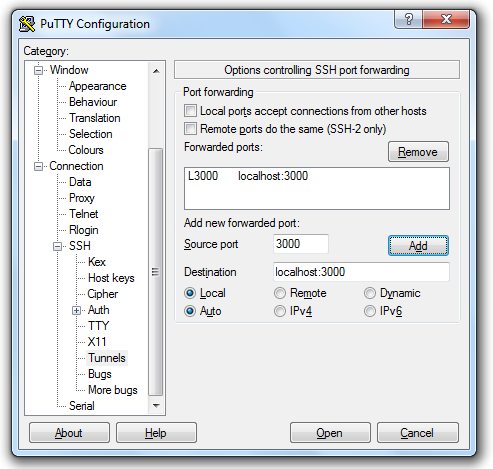 PuTTY Configuration
?
Category:
Window
Appearance
Behaviour
Translation
Selection
Colours
Connection
Data
Proxy
Telnet
Rlogin
SSH
Kex
Host keys
Cipher
Auth
TTY
X11
Tunnels
Bugs
More bugs
Serial
Options controlling SSH port forwarding
Port forwarding
Local ports accept connections from other hosts
Remote ports do the same (SSH-2 only)
Forwarded ports:
Remove
L3000 localhost:3000
Add new forwarded port:
Source port 3000 Add
Destination localhost:3000
Local Remote Dynamic
Auto IPv4 IPv6
About Help Open Cancel